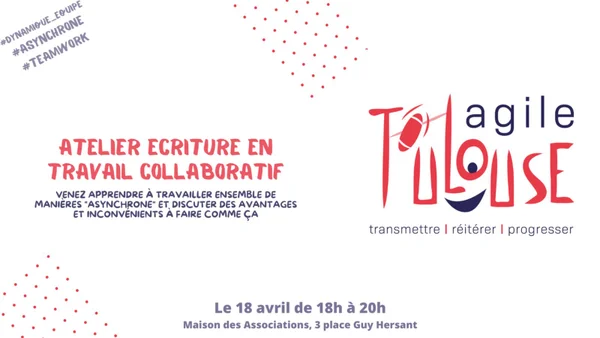 #DYNAMIQUE_EQUIPE
#ASYNCHRONE
#TEAMWORK
ATELIER ECRITURE EN
TRAVAIL COLLABORATIF
VENEZ APPRENDRE À TRAVAILLER ENSEMBLE DE
MANIÈRES "ASYNCHRONE" ET DISCUTER DES AVANTAGES
ET INCONVÉNIENTS À FAIRE COMME ÇA
agile
TOULOUSE
transmettre | réitérer | progresser
Le 18 avril de 18h à 20h
Maison des Associations, 3 place Guy Hersant